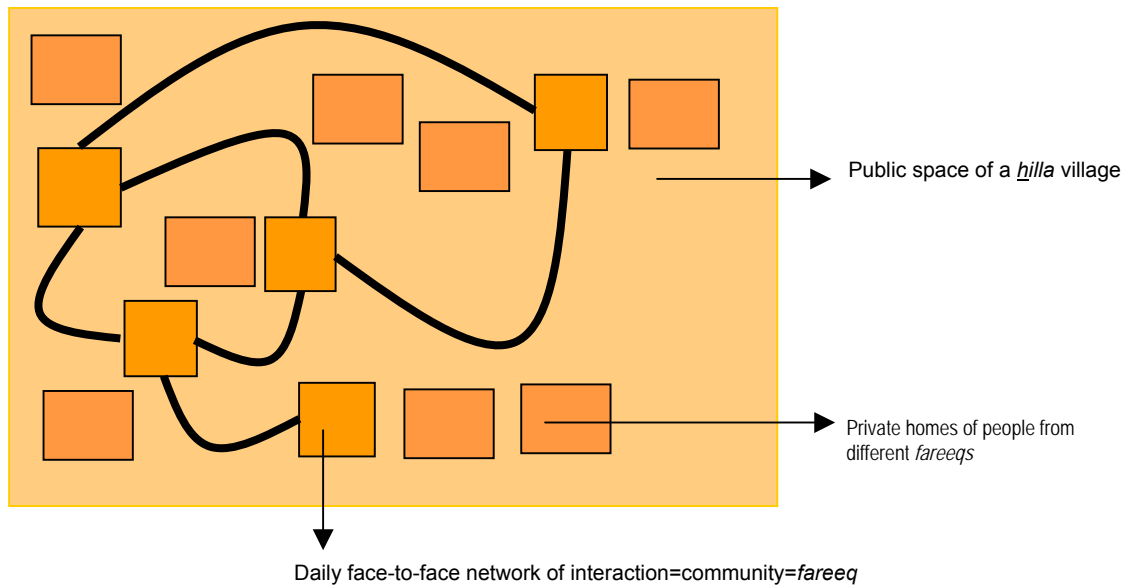 Public space of a hilla village
Private homes of people from
different fareeqs
Daily face-to-face network of interaction=community=fareeq